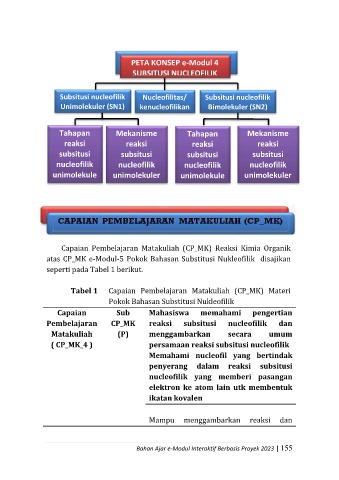 PETA KONSEP e-Modul 4
SUBSITUSI NUCLEOFILIK
Subsitusi nucleofilik
Unimolekuler (SN1)
Nucleofilitas/
kenucleofilikan
Subsitusi nucleofilik
Bimolekuler (SN2)
Tahapan
reaksi
subsitusi
nucleofilik
unimolekule
Mekanisme
reaksi
subsitusi
nucleofilik
unimolekuler
Tahapan
reaksi
subsitusi
nucleofilik
unimolekule
Mekanisme
reaksi
subsitusi
nucleofilik
unimolekuler
CAPAIAN PEMBELAJARAN MATAKULIAH (CP_MK)
Capaian Pembelajaran Matakuliah (CP_MK) Reaksi Kimia Organik
atas CP_MK e-Modul-5 Pokok Bahasan Substitusi Nukleofilik disajikan
seperti pada Tabel 1 berikut.
Tabel 1 Capaian Pembelajaran Matakuliah (CP_MK) Materi
Pokok Bahasan Substitusi Nukleofilik
Capaian
Pembelajaran
Matakuliah
( CP_MK_4 )
Sub
CP_MK
(P)
Mahasiswa memahami pengertian
reaksi subsitusi nucleofilik dan
menggambarkan secara umum
persamaan reaksi subsitusi nucleofilik
Memahami nucleofil yang bertindak
penyerang dalam reaksi subsitusi
nucleofilik yang memberi pasangan
elektron ke atom lain utk membentuk
ikatan kovalen
Mampu menggambarkan reaksi dan
Bahan Ajar e-Modul Interaktif Berbasis Proyek 2023 | 155